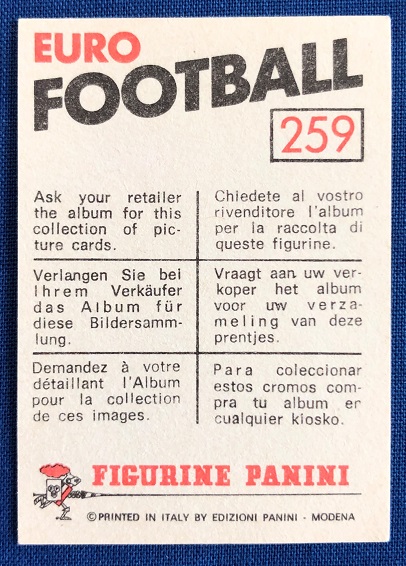 EURO
FOOTBALL
259
Ask your retailer
the album for this
collection of pic-
ture cards.
Chiedete al vostro
rivenditore l'album
per la raccolta di
queste figurine.
Verlangen Sie bei
Ihrem Verkäufer
das Album für
diese Bildersamm-
lung.
Vraagt aan uw ver-
koper het album
voor uw verza-
meling van deze
prentjes.
Demandez à votre
détaillant l'Album
pour la collection
de ces images.
Para coleccionar
estos cromos com-
pra tu album en
cualquier kiosko.
FIGURINE PANINI
© PRINTED IN ITALY BY EDIZIONI PANINI - MODENA